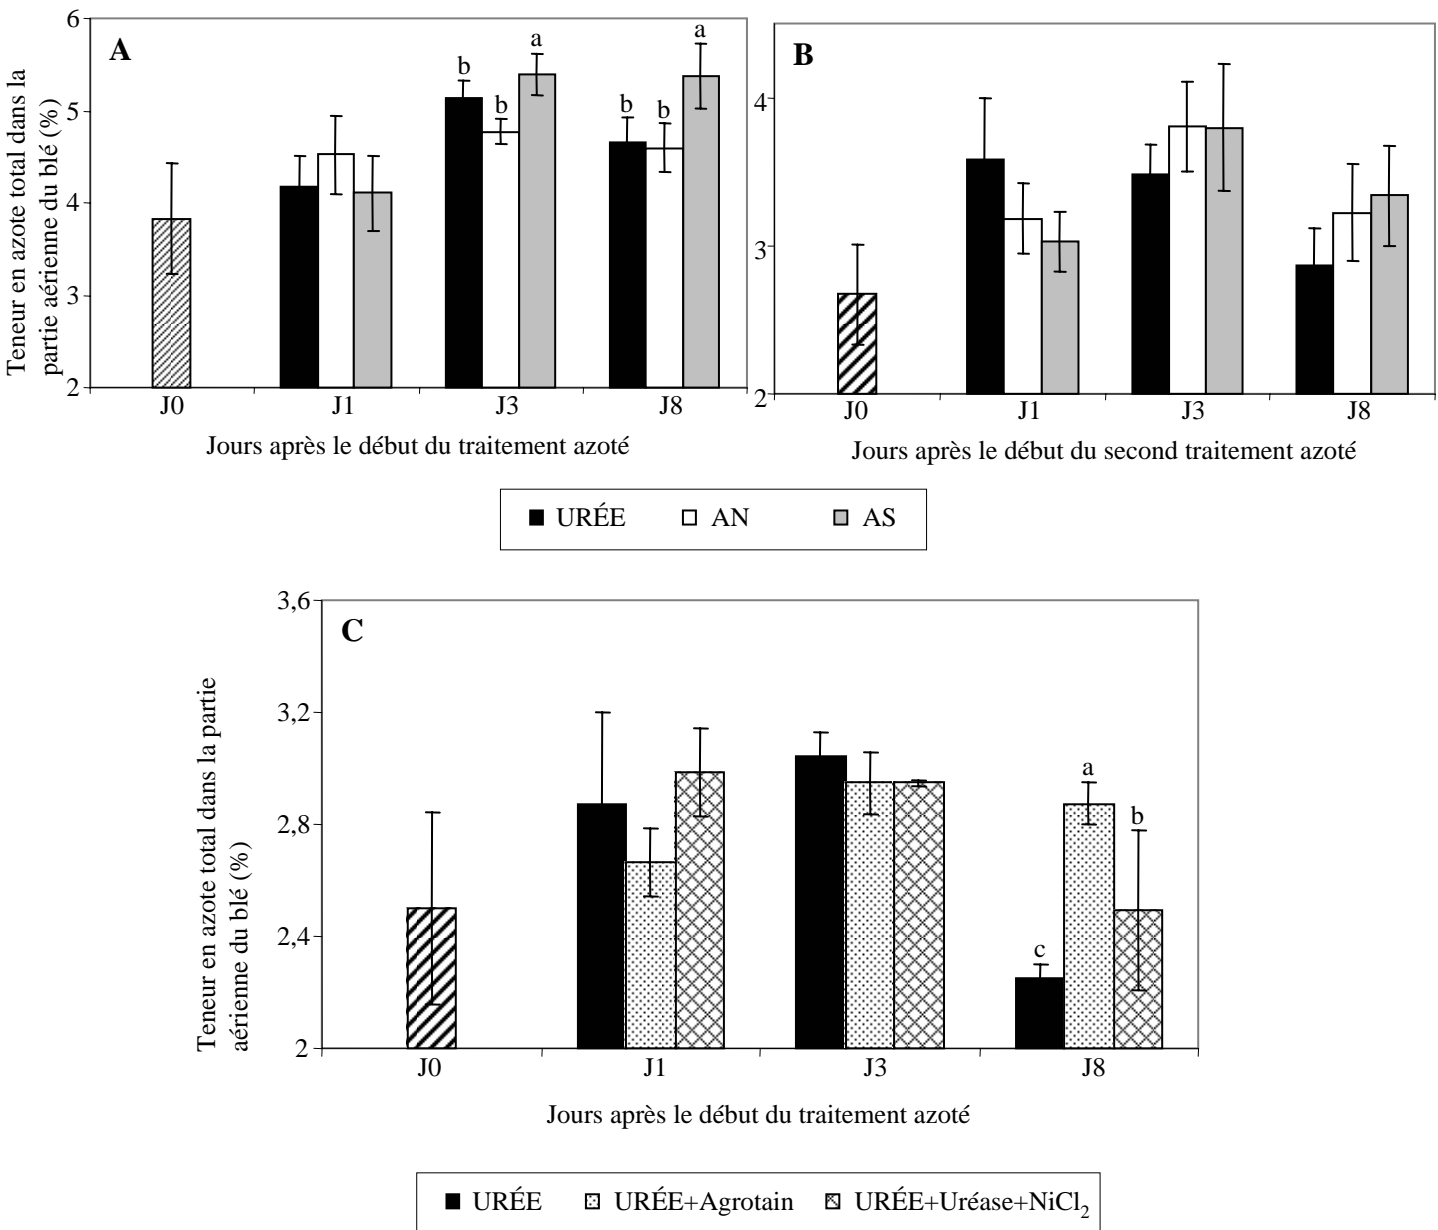 A
Teneur en azote total dans la
partie aérienne du blé (%)
6
5
4
3
2
b
b
a
b
b
a
J0 J1 J3 J8
Jours après le début du traitement azoté
B
4
3
2
J0 J1 J3 J8
Jours après le début du second traitement azoté
URÉE AN AS
C
Teneur en azote total dans la partie
aérienne du blé (%)
3,6
3,2
2,8
2,4
2
c
a
b
J0 J1 J3 J8
Jours après le début du traitement azoté
URÉE URÉE+Agrotain URÉE+Uréase+NiCl₂